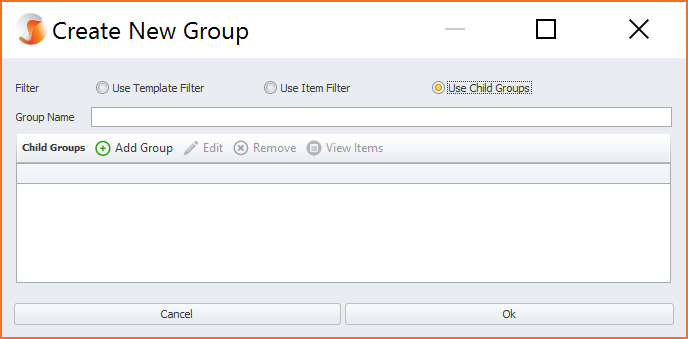 Create New Group
Filter Use Template Filter Use Item Filter Use Child Groups
Group Name
Child Groups Add Group Edit Remove View Items
Cancel Ok